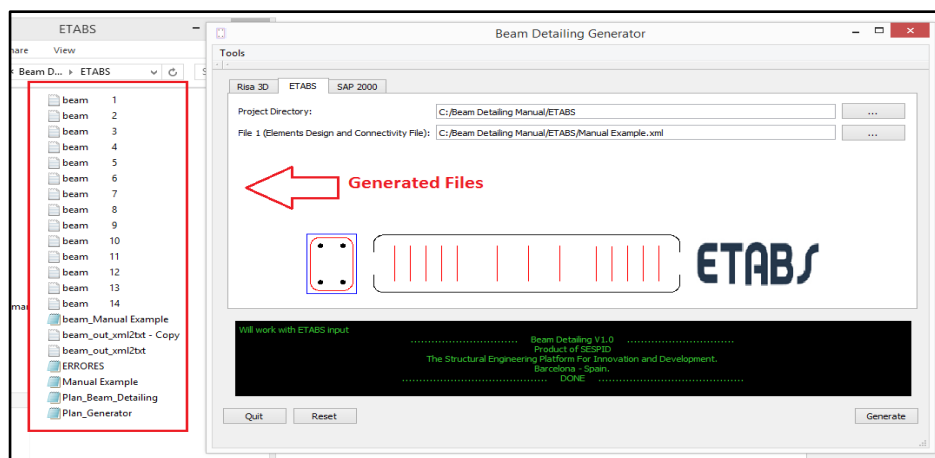 ETABS
Share View
Beam D... ETABS
beam 1
beam 2
beam 3
beam 4
beam 5
beam 6
beam 7
beam 8
beam 9
beam 10
beam 11
beam 12
beam 13
beam 14
beam_Manual Example
beam_out_xml2txt - Copy
beam_out_xml2txt
ERRORES
Manual Example
Plan_Beam_Detailing
Plan_Generator
Beam Detailing Generator
Tools
Risa 3D ETABS SAP 2000
Project Directory: C:/Beam Detailing Manual/ETABS ...
File 1 (Elements Design and Connectivity File): C:/Beam Detailing Manual/ETABS/Manual Example.xml ...
Generated Files
ETABS
Will work with ETABS input
.............................. Beam Detailing V1.0 ..............................
Product of SESPID
The Structural Engineering Platform For Innovation and Development.
Barcelona - Spain.
.......................................... DONE ..........................................
Quit Reset Generate